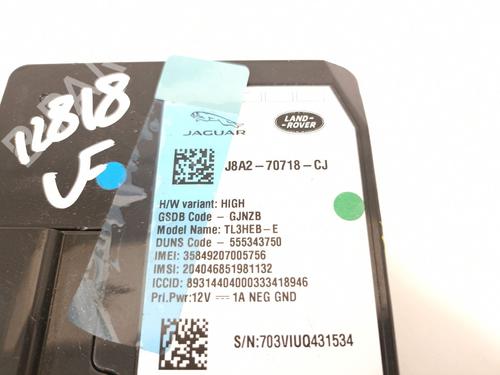 12818
VF
JAGUAR
LAND-
ROVER
J8A2-70718-CJ
H/W variant: HIGH
GSDB Code - GJNZB
Model Name: TL3HEB-E
DUNS Code - 555343750
IMEI: 35849207005756
IMSI: 204046851981132
ICCID: 89314404000333418946
Pri.Pwr:12V ⎓ 1A NEG GND
S/N:703VIUQ431534